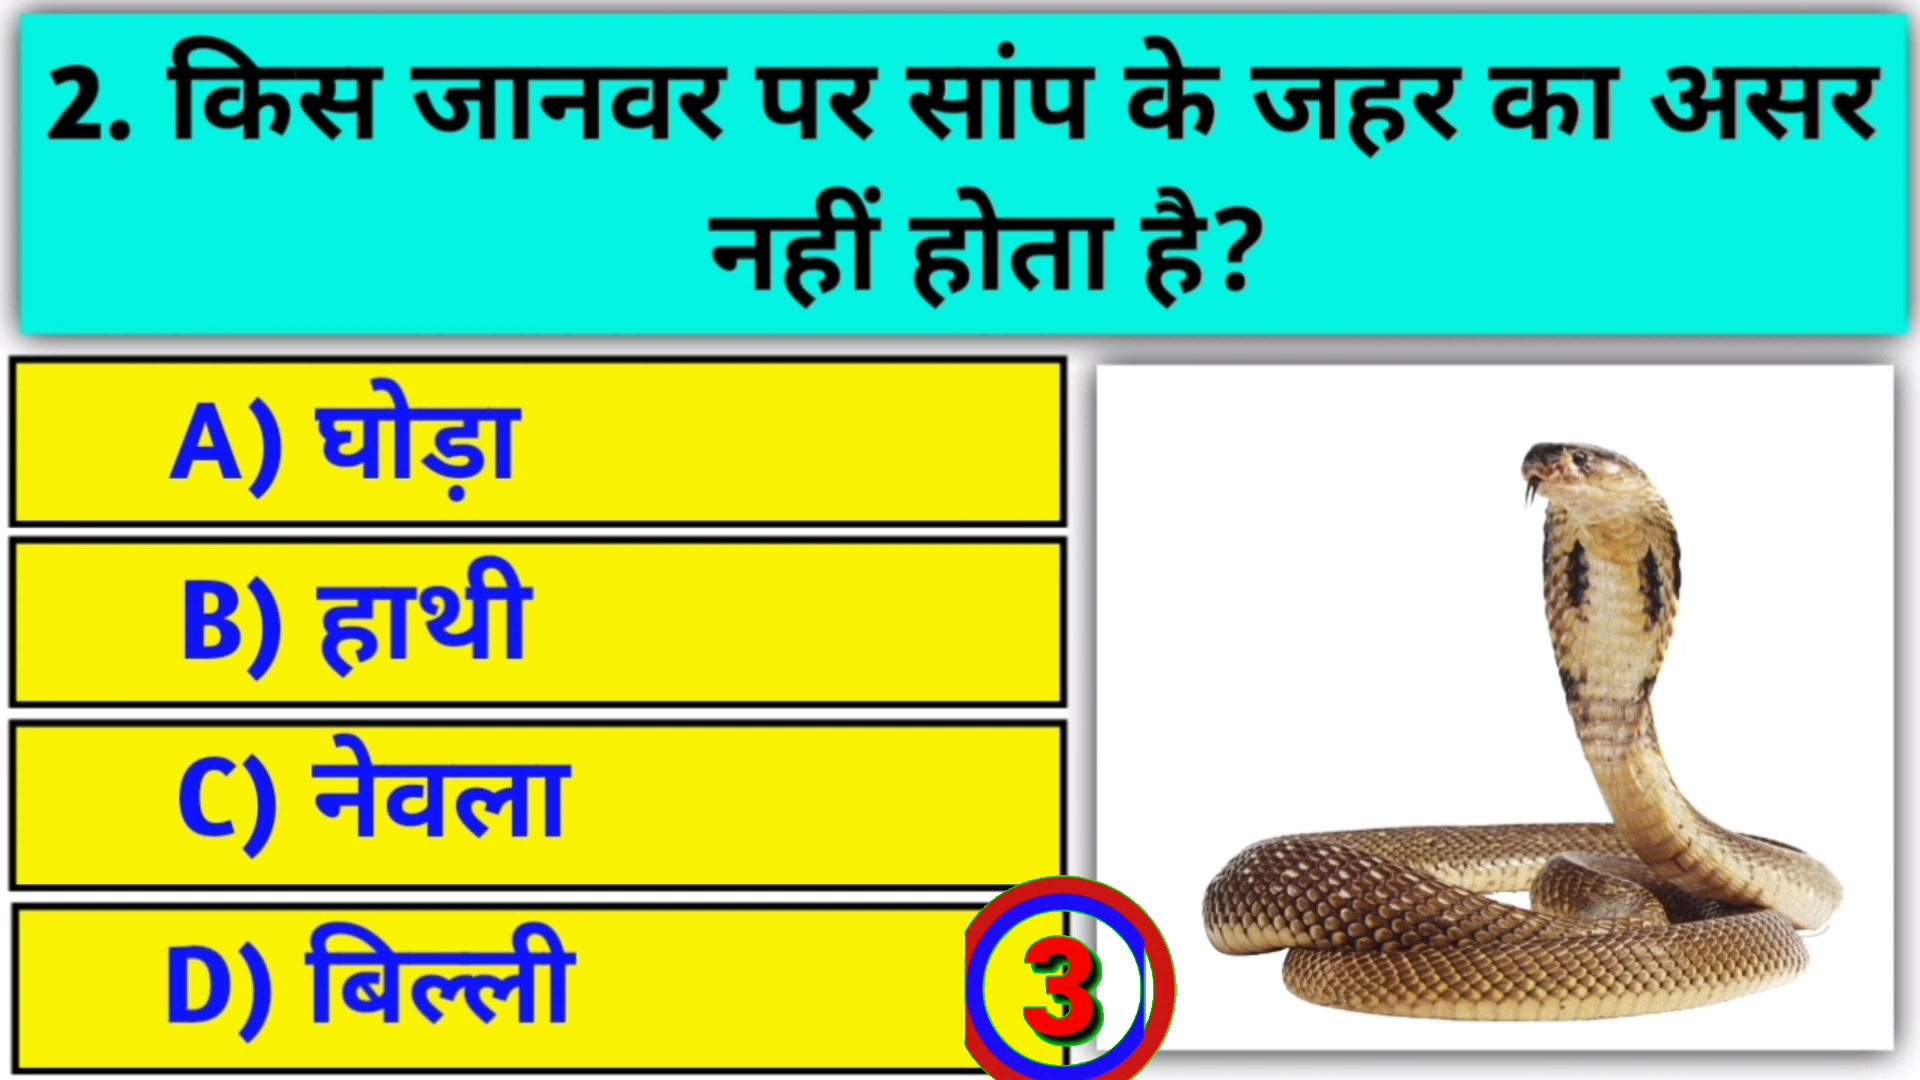 2. किस जानवर पर सांप के जहर का असर
नहीं होता है?
A) घोड़ा
B) हाथी
C) नेवला
D) बिल्ली
3